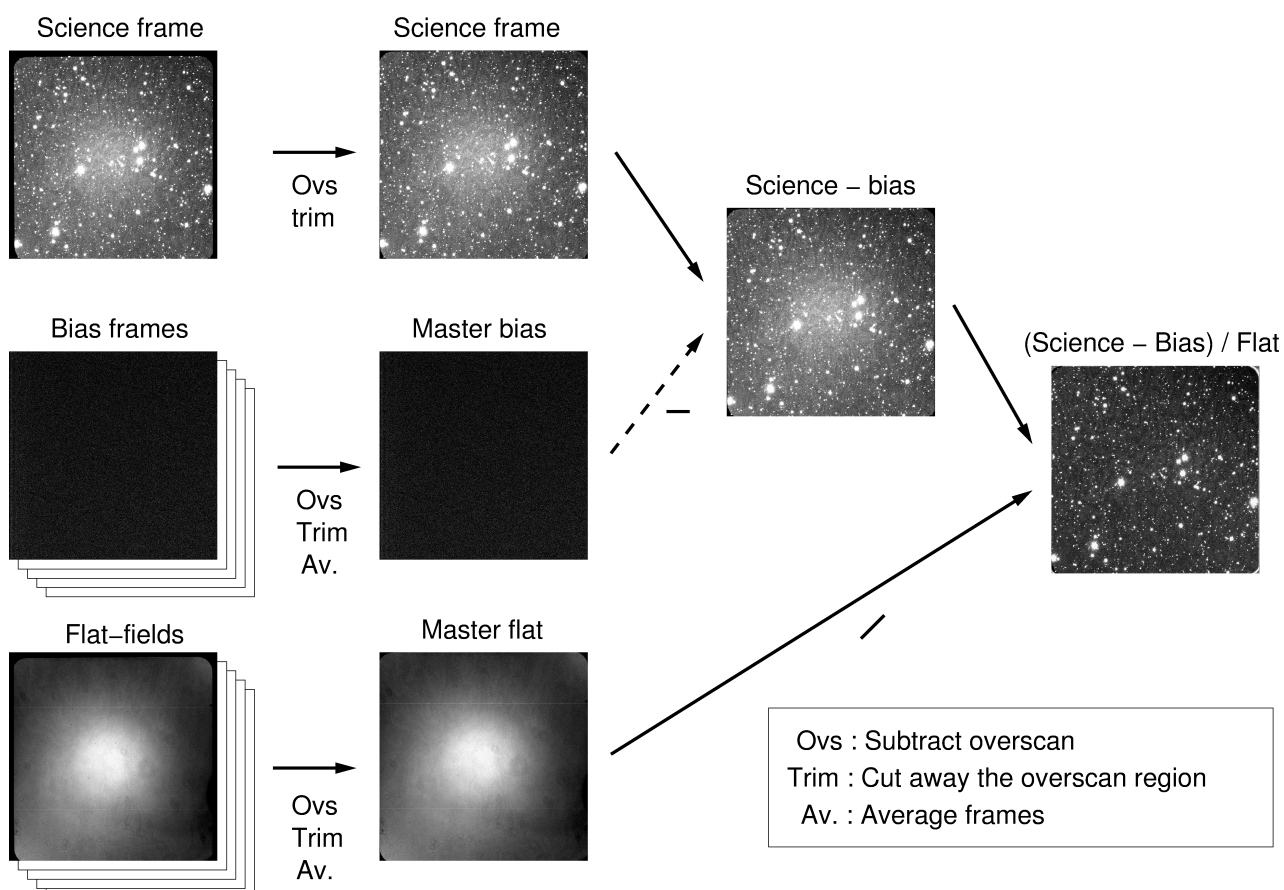 Science frame
Science frame
Ovs
trim
Science – bias
Bias frames
Master bias
(Science – Bias) / Flat
Ovs
Trim
Av.
–
Flat–fields
Master flat
/
Ovs
Trim
Av.
Ovs : Subtract overscan
Trim : Cut away the overscan region
Av. : Average frames